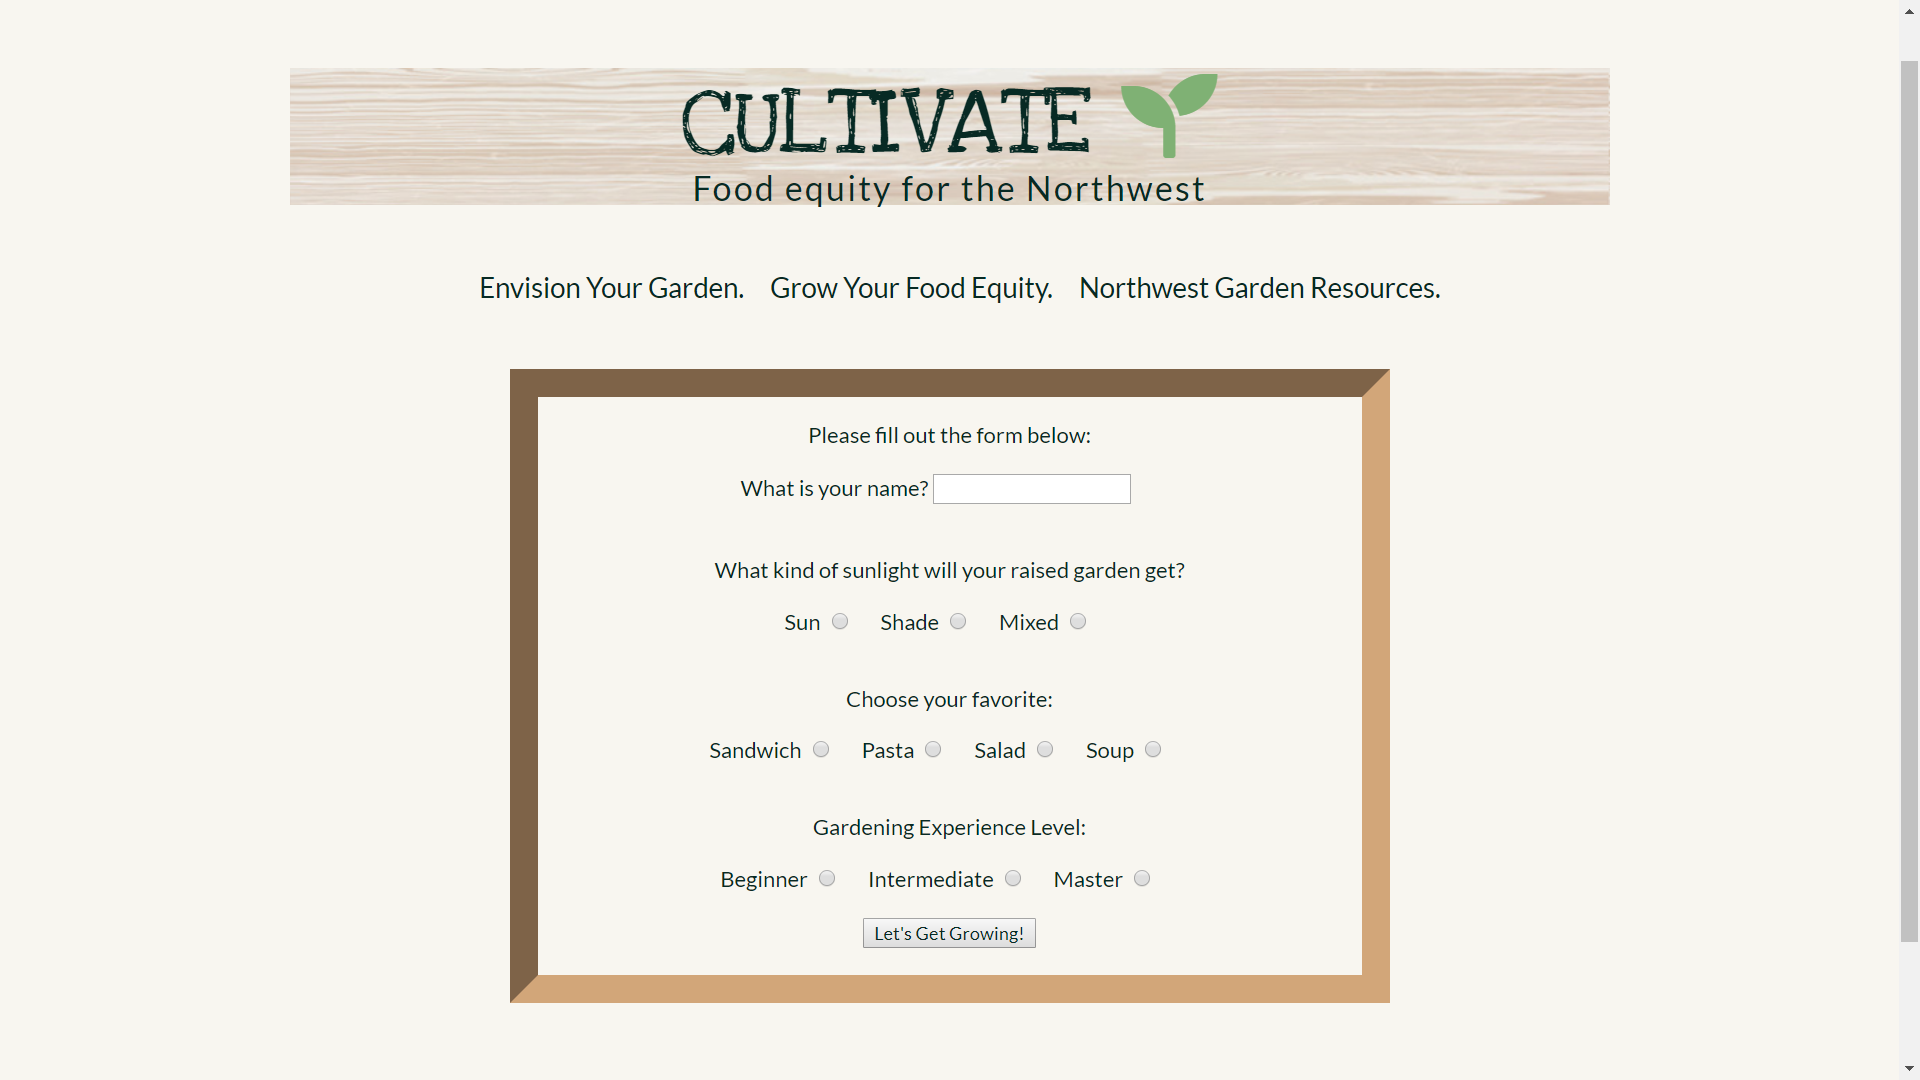 CULTIVATE
Food equity for the Northwest
Envision Your Garden. Grow Your Food Equity. Northwest Garden Resources.
Please fill out the form below:
What is your name?
What kind of sunlight will your raised garden get?
Sun Shade Mixed
Choose your favorite:
Sandwich Pasta Salad Soup
Gardening Experience Level:
Beginner Intermediate Master
Let's Get Growing!